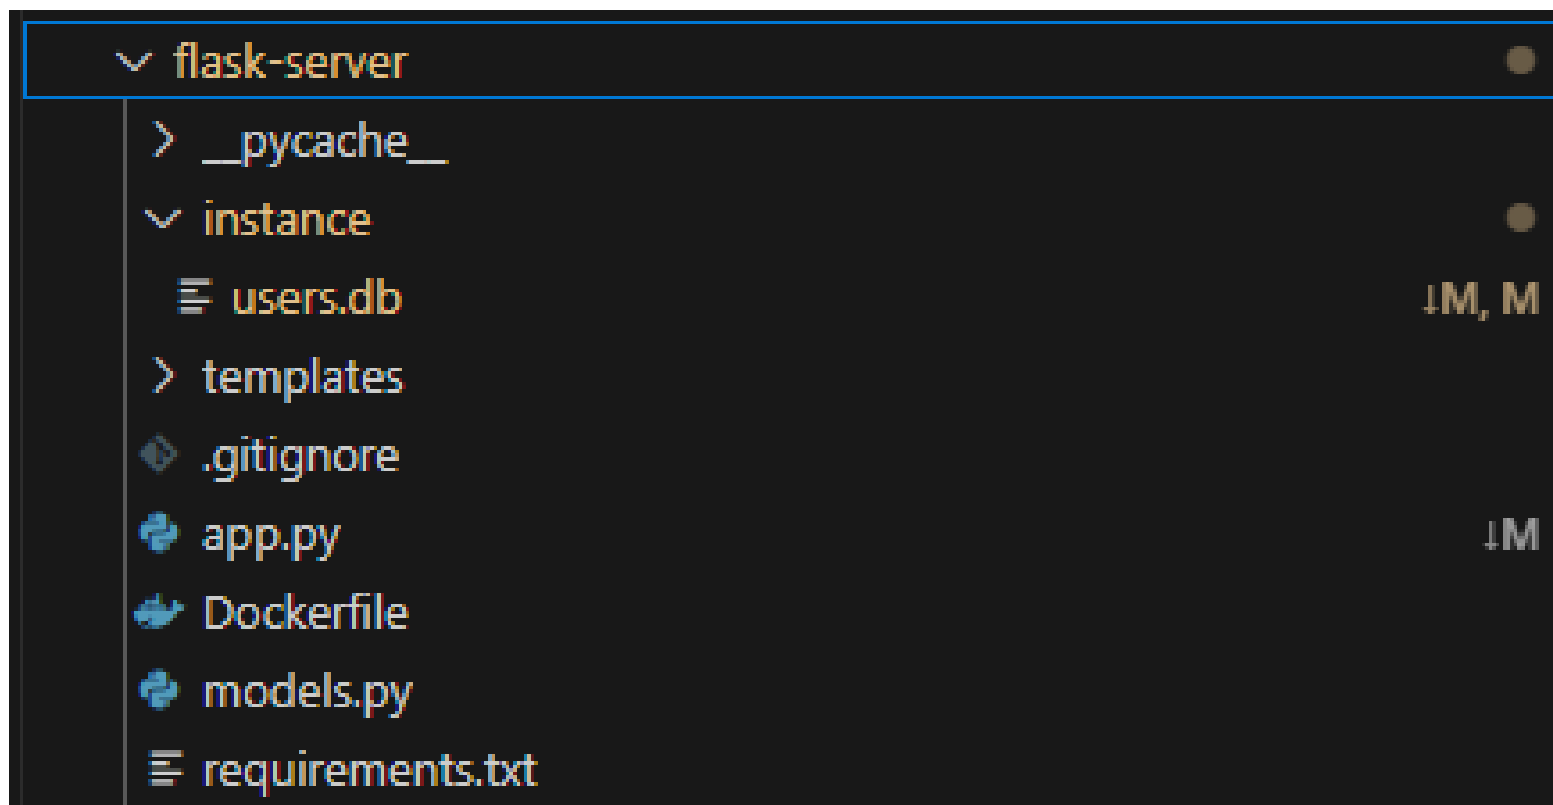 flask-server
__pycache__
instance
users.db ↓M, M
templates
.gitignore
app.py ↓M
Dockerfile
models.py
requirements.txt